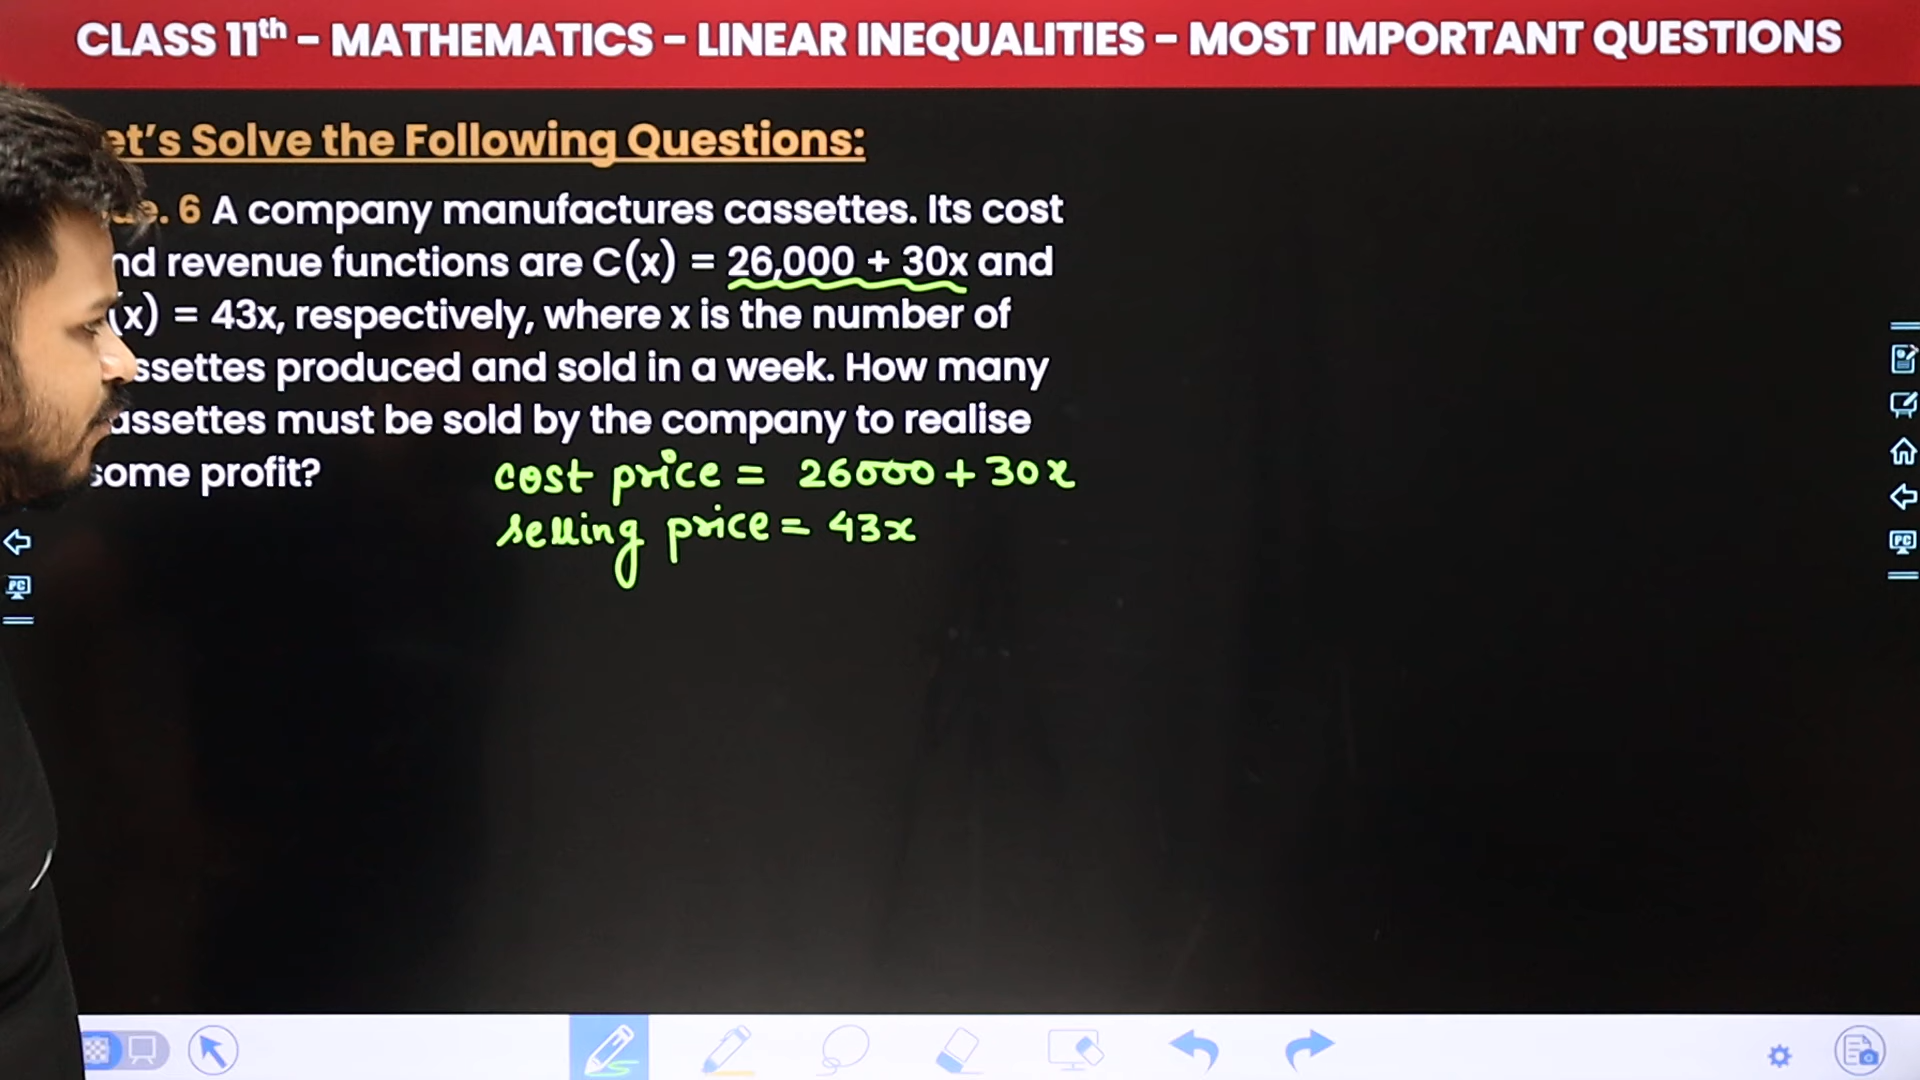 CLASS 11th - MATHEMATICS - LINEAR INEQUALITIES - MOST IMPORTANT QUESTIONS
et's Solve the Following Questions:
e. 6 A company manufactures cassettes. Its cost
nd revenue functions are C(x) = 26,000 + 30x and
(x) = 43x, respectively, where x is the number of
ssettes produced and sold in a week. How many
assettes must be sold by the company to realise
some profit?
cost price = 26000 + 30x
selling price = 43x
PC
PC